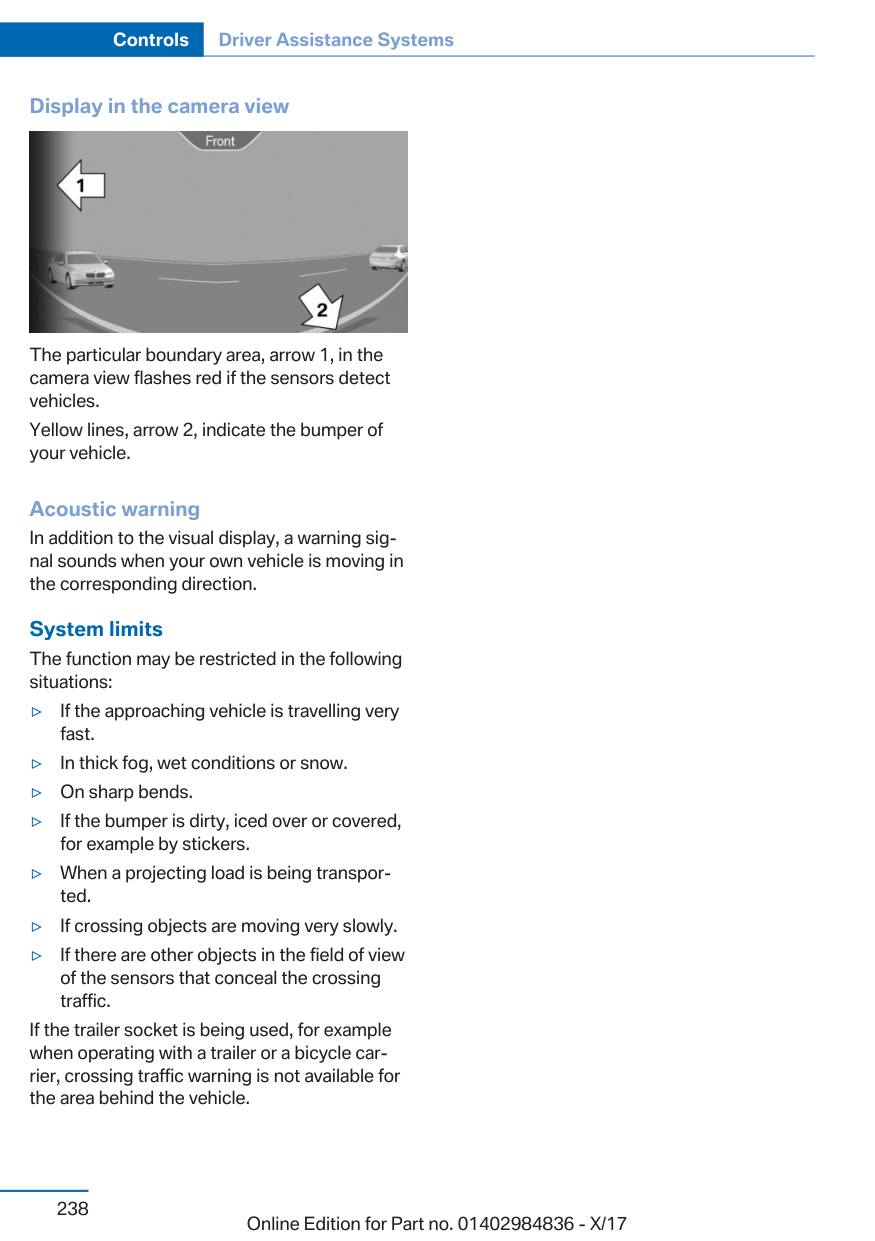 Controls Driver Assistance Systems
Display in the camera view
Front
1
2
The particular boundary area, arrow 1, in the
camera view flashes red if the sensors detect
vehicles.
Yellow lines, arrow 2, indicate the bumper of
your vehicle.
Acoustic warning
In addition to the visual display, a warning sig-
nal sounds when your own vehicle is moving in
the corresponding direction.
System limits
The function may be restricted in the following
situations:
▷ If the approaching vehicle is travelling very
fast.
▷ In thick fog, wet conditions or snow.
▷ On sharp bends.
▷ If the bumper is dirty, iced over or covered,
for example by stickers.
▷ When a projecting load is being transpor-
ted.
▷ If crossing objects are moving very slowly.
▷ If there are other objects in the field of view
of the sensors that conceal the crossing
traffic.
If the trailer socket is being used, for example
when operating with a trailer or a bicycle car-
rier, crossing traffic warning is not available for
the area behind the vehicle.
238
Online Edition for Part no. 01402984836 - X/17